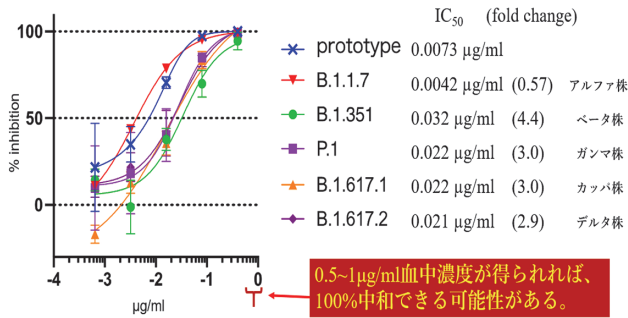 IC50 (fold change)
prototype 0.0073 µg/ml
B.1.1.7 0.0042 µg/ml (0.57) アルファ株
B.1.351 0.032 µg/ml (4.4) ベータ株
P.1 0.022 µg/ml (3.0) ガンマ株
B.1.617.1 0.022 µg/ml (3.0) カッパ株
B.1.617.2 0.021 µg/ml (2.9) デルタ株
% inhibition
100
50
0
-4 -3 -2 -1 0
µg/ml
0.5~1µg/ml血中濃度が得られれば、
100%中和できる可能性がある。